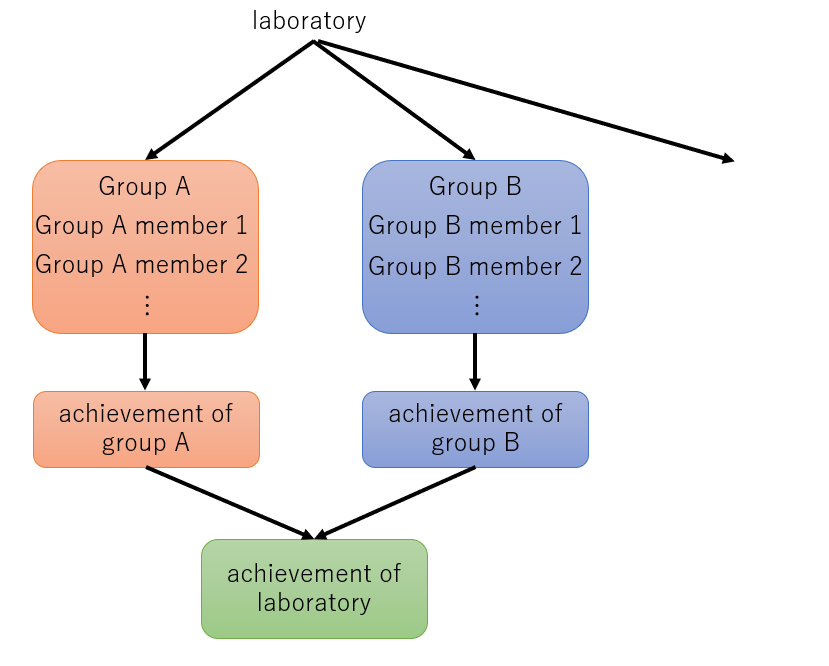 laboratory
Group A
Group A member 1
Group A member 2
⋮
Group B
Group B member 1
Group B member 2
⋮
achievement of
group A
achievement of
group B
achievement of
laboratory